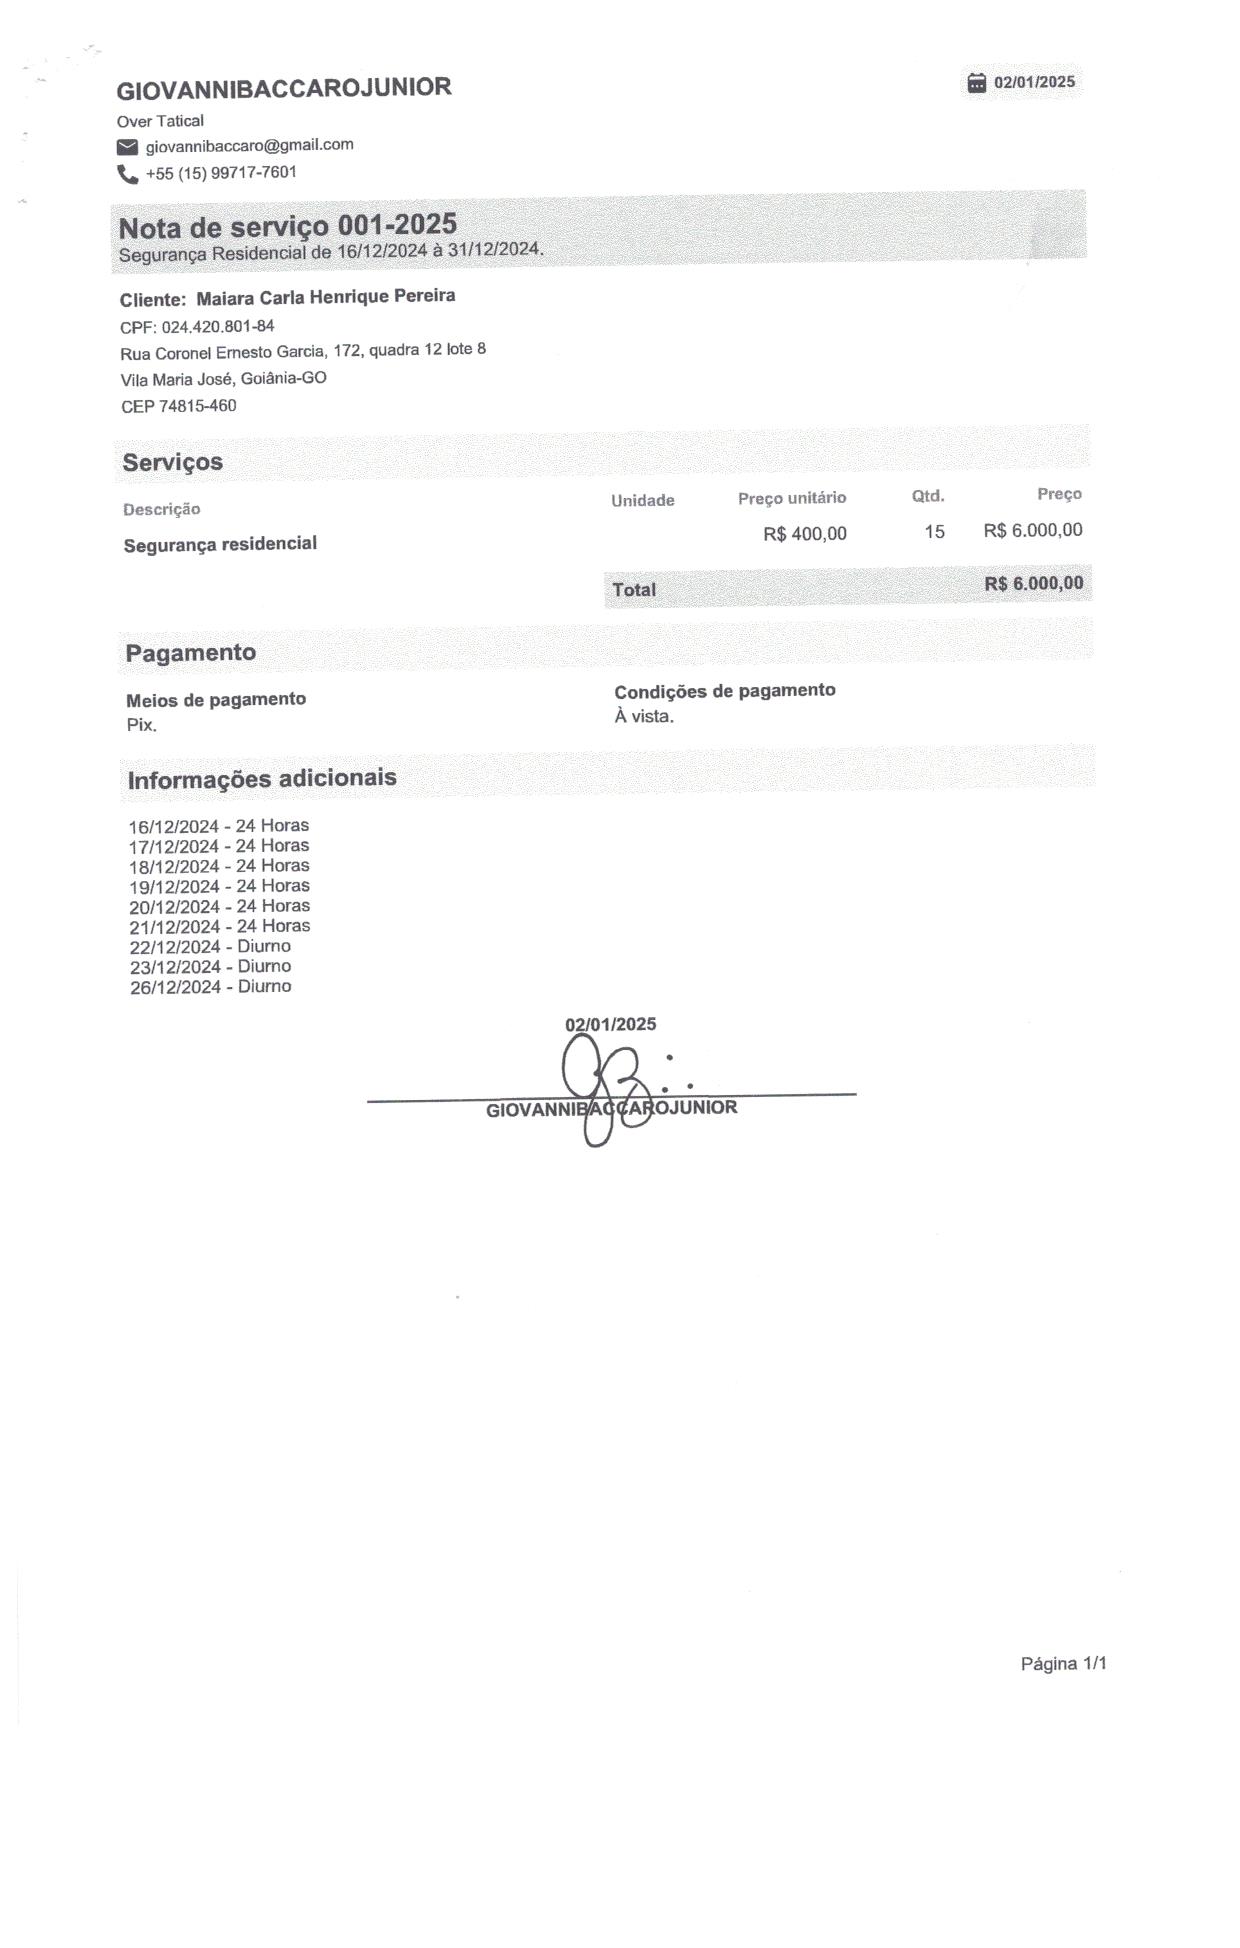 GIOVANNIBACCAROJUNIOR
02/01/2025
Over Tatical
giovannibaccaro@gmail.com
+55 (15) 99717-7601
Nota de serviço 001-2025
Segurança Residencial de 16/12/2024 à 31/12/2024.
Cliente: Maiara Carla Henrique Pereira
CPF: 024.420.801-84
Rua Coronel Ernesto Garcia, 172, quadra 12 lote 8
Vila Maria José, Goiânia-GO
CEP 74815-460
Serviços
Descrição Unidade Preço unitário Qtd. Preço
Segurança residencial R$ 400,00 15 R$ 6.000,00
Total R$ 6.000,00
Pagamento
Meios de pagamento
Pix.
Condições de pagamento
À vista.
Informações adicionais
16/12/2024 - 24 Horas
17/12/2024 - 24 Horas
18/12/2024 - 24 Horas
19/12/2024 - 24 Horas
20/12/2024 - 24 Horas
21/12/2024 - 24 Horas
22/12/2024 - Diurno
23/12/2024 - Diurno
26/12/2024 - Diurno
02/01/2025
GIOVANNIBACCAROJUNIOR
Página 1/1